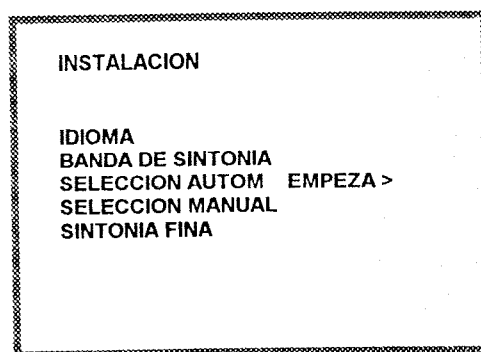 INSTALACION
IDIOMA
BANDA DE SINTONIA
SELECCION AUTOM EMPEZA >
SELECCION MANUAL
SINTONIA FINA